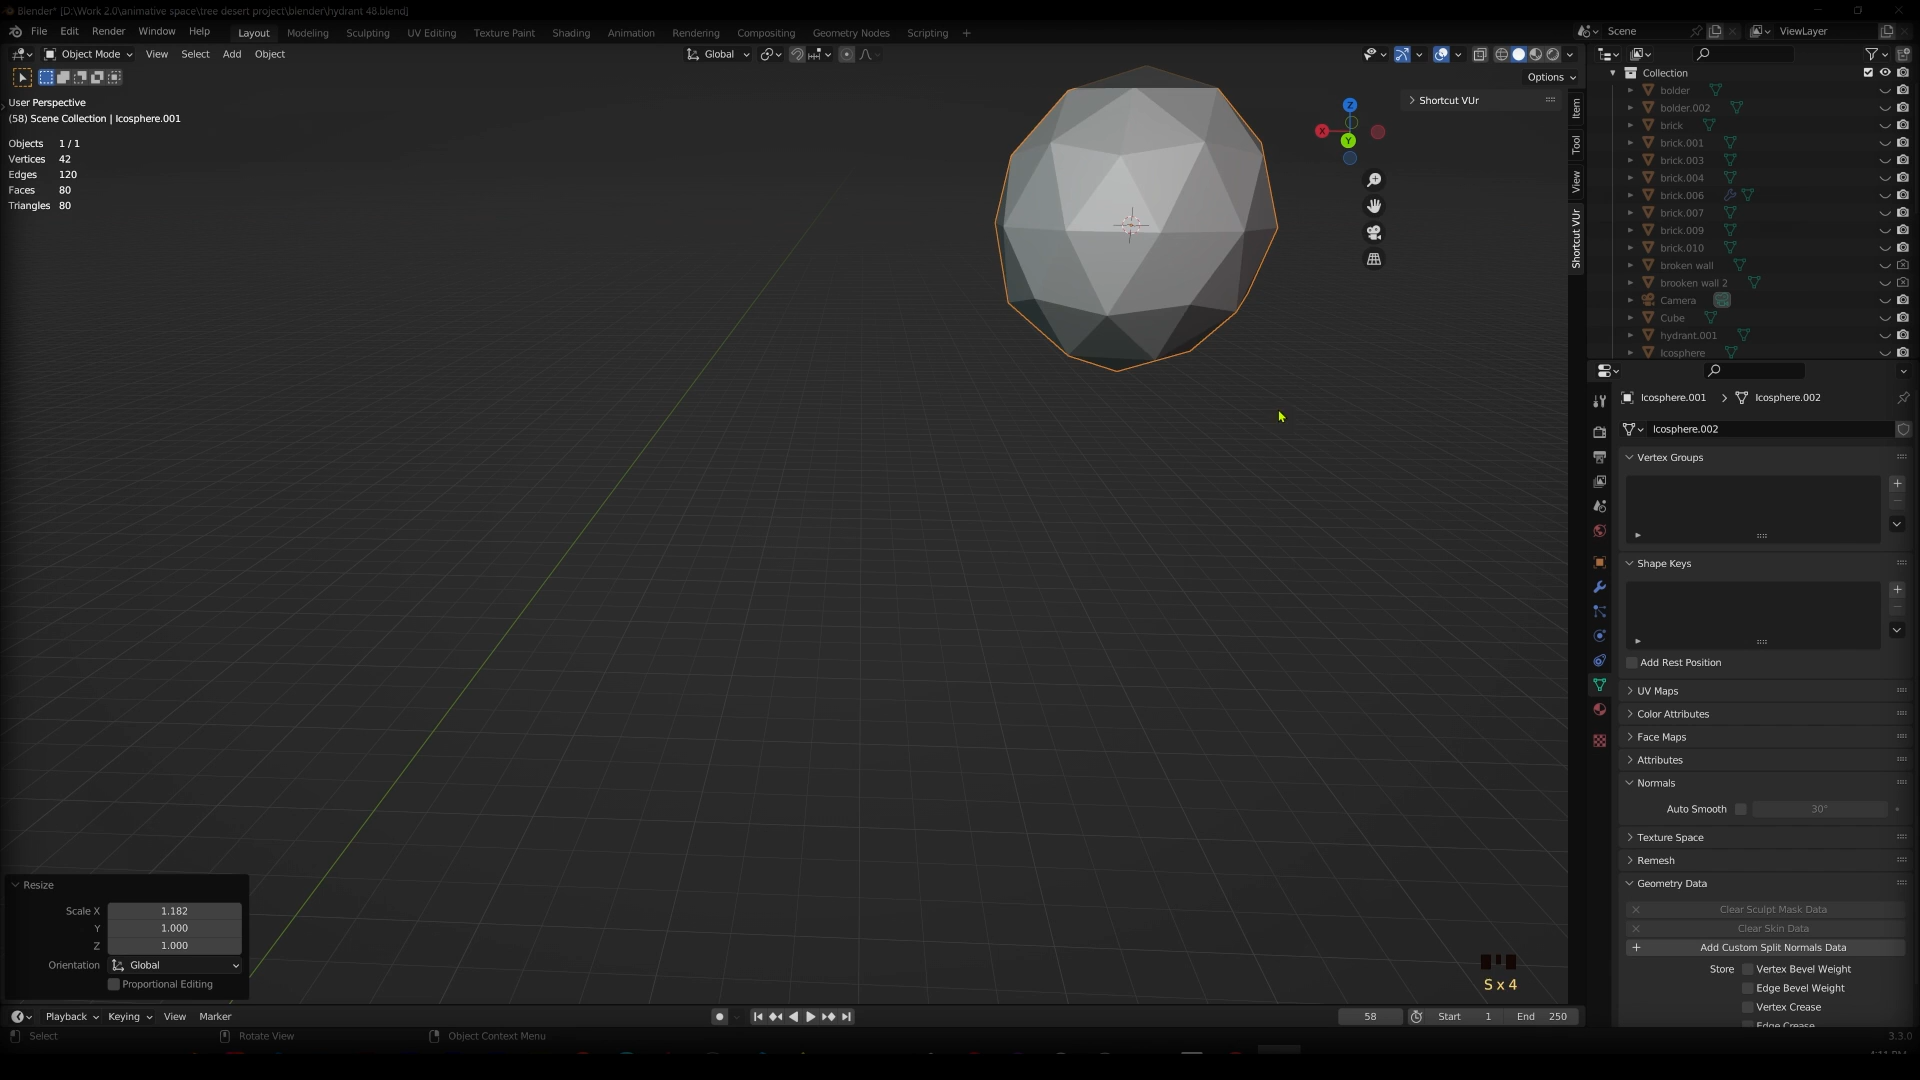 Blender* [D:\Work 2.0\animative space\tree desert project\blender\hydrant 48.blend]
File Edit Render Window Help Layout Modeling Sculpting UV Editing Texture Paint Shading Animation Rendering Compositing Geometry Nodes Scripting + Scene ViewLayer
Object Mode View Select Add Object Global
Options
User Perspective
(58) Scene Collection | Icosphere.001
Objects 1 / 1
Vertices 42
Edges 120
Faces 80
Triangles 80
Shortcut VUr
Z
X
Y
Item
Tool
View
Shortcut VUr
Collection
bolder
bolder.002
brick
brick.001
brick.003
brick.004
brick.006
brick.007
brick.009
brick.010
broken wall
brooken wall 2
Camera
Cube
hydrant.001
Icosphere
Icosphere.001 > Icosphere.002
Icosphere.002
Vertex Groups
Shape Keys
Add Rest Position
UV Maps
Color Attributes
Face Maps
Attributes
Normals
Auto Smooth 30°
Texture Space
Remesh
Geometry Data
Clear Sculpt Mask Data
Clear Skin Data
Add Custom Split Normals Data
Store Vertex Bevel Weight
Edge Bevel Weight
Vertex Crease
Edge Crease
Resize
Scale X 1.182
Y 1.000
Z 1.000
Orientation Global
Proportional Editing
S x 4
Playback Keying View Marker 58 Start 1 End 250
Select Rotate View Object Context Menu 3.3.0